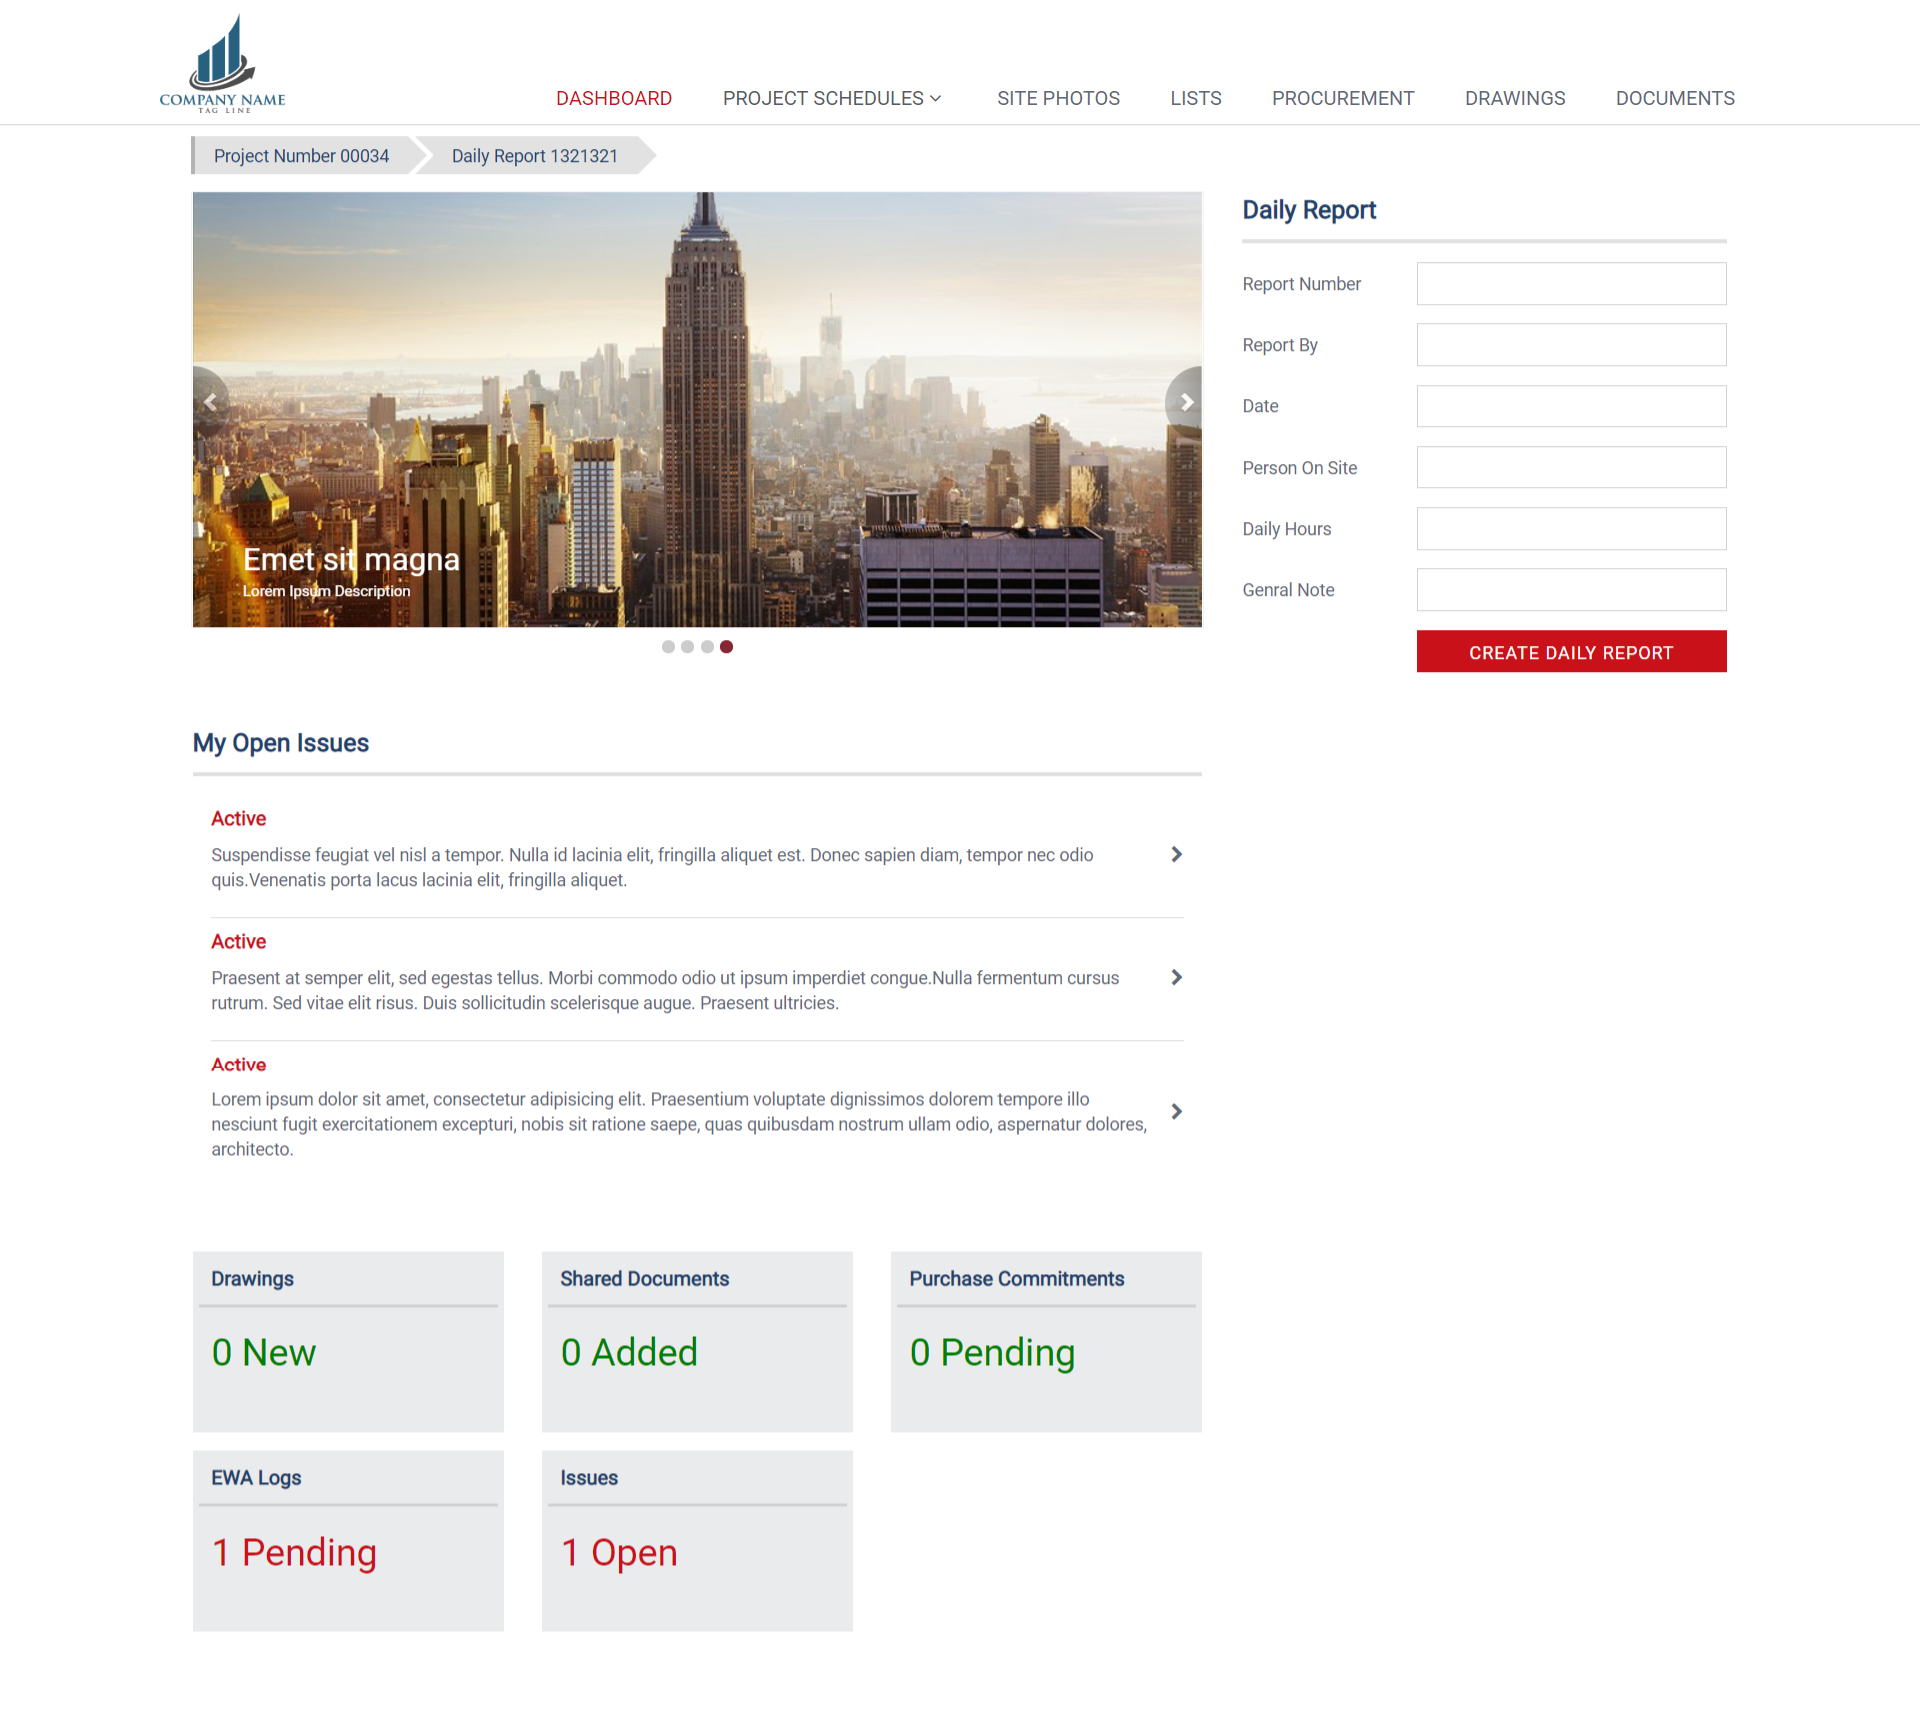 COMPANY NAME
TAG LINE
DASHBOARD
PROJECT SCHEDULES
SITE PHOTOS
LISTS
PROCUREMENT
DRAWINGS
DOCUMENTS
Project Number 00034
Daily Report 1321321
Emet sit magna
Lorem Ipsum Description
Daily Report
Report Number
Report By
Date
Person On Site
Daily Hours
Genral Note
CREATE DAILY REPORT
My Open Issues
Active
Suspendisse feugiat vel nisl a tempor. Nulla id lacinia elit, fringilla aliquet est. Donec sapien diam, tempor nec odio
quis.Venenatis porta lacus lacinia elit, fringilla aliquet.
Active
Praesent at semper elit, sed egestas tellus. Morbi commodo odio ut ipsum imperdiet congue.Nulla fermentum cursus
rutrum. Sed vitae elit risus. Duis sollicitudin scelerisque augue. Praesent ultricies.
Active
Lorem ipsum dolor sit amet, consectetur adipisicing elit. Praesentium voluptate dignissimos dolorem tempore illo
nesciunt fugit exercitationem excepturi, nobis sit ratione saepe, quas quibusdam nostrum ullam odio, aspernatur dolores,
architecto.
Drawings
0 New
Shared Documents
0 Added
Purchase Commitments
0 Pending
EWA Logs
1 Pending
Issues
1 Open